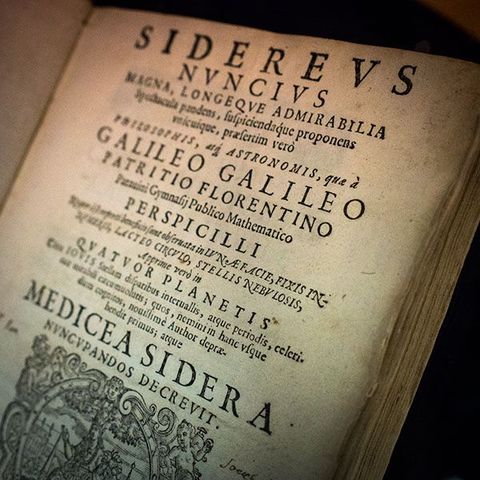 SIDEREVS
NVNCIVS
MAGNA, LONGEQVE ADMIRABILIA
Spectacula pandens, suspiciendaque proponens
vnicuique, præsertim verò
PHILOSOPHIS, atq; ASTRONOMIS, quæ à
GALILEO GALILEO
PATRITIO FLORENTINO
Patauini Gymnasij Publico Mathematico
PERSPICILLI
Nuper à se reperti beneficio sunt observata in LVNÆ FACIE, FIXIS IN-
NVMERIS, LACTEO CIRCVLO, STELLIS NEBVLOSIS,
Apprime verò in
QVATVOR PLANETIS
Circa IOVIS Stellam disparibus interuallis, atque periodis, celeri-
tate mirabili circumuolutis; quos, nemini in hanc vsque
diem cognitos, nouissimè Author depræ-
hendit primus; atque
MEDICEA SIDERA
NVNCVPANDOS DECREVIT.